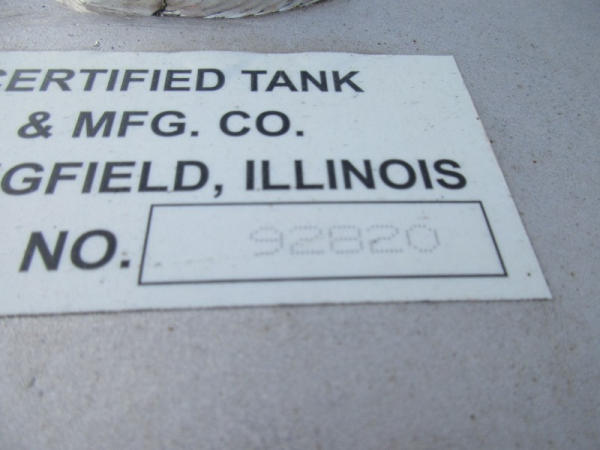 CERTIFIED TANK
& MFG. CO.
GFIELD, ILLINOIS
NO. 92820